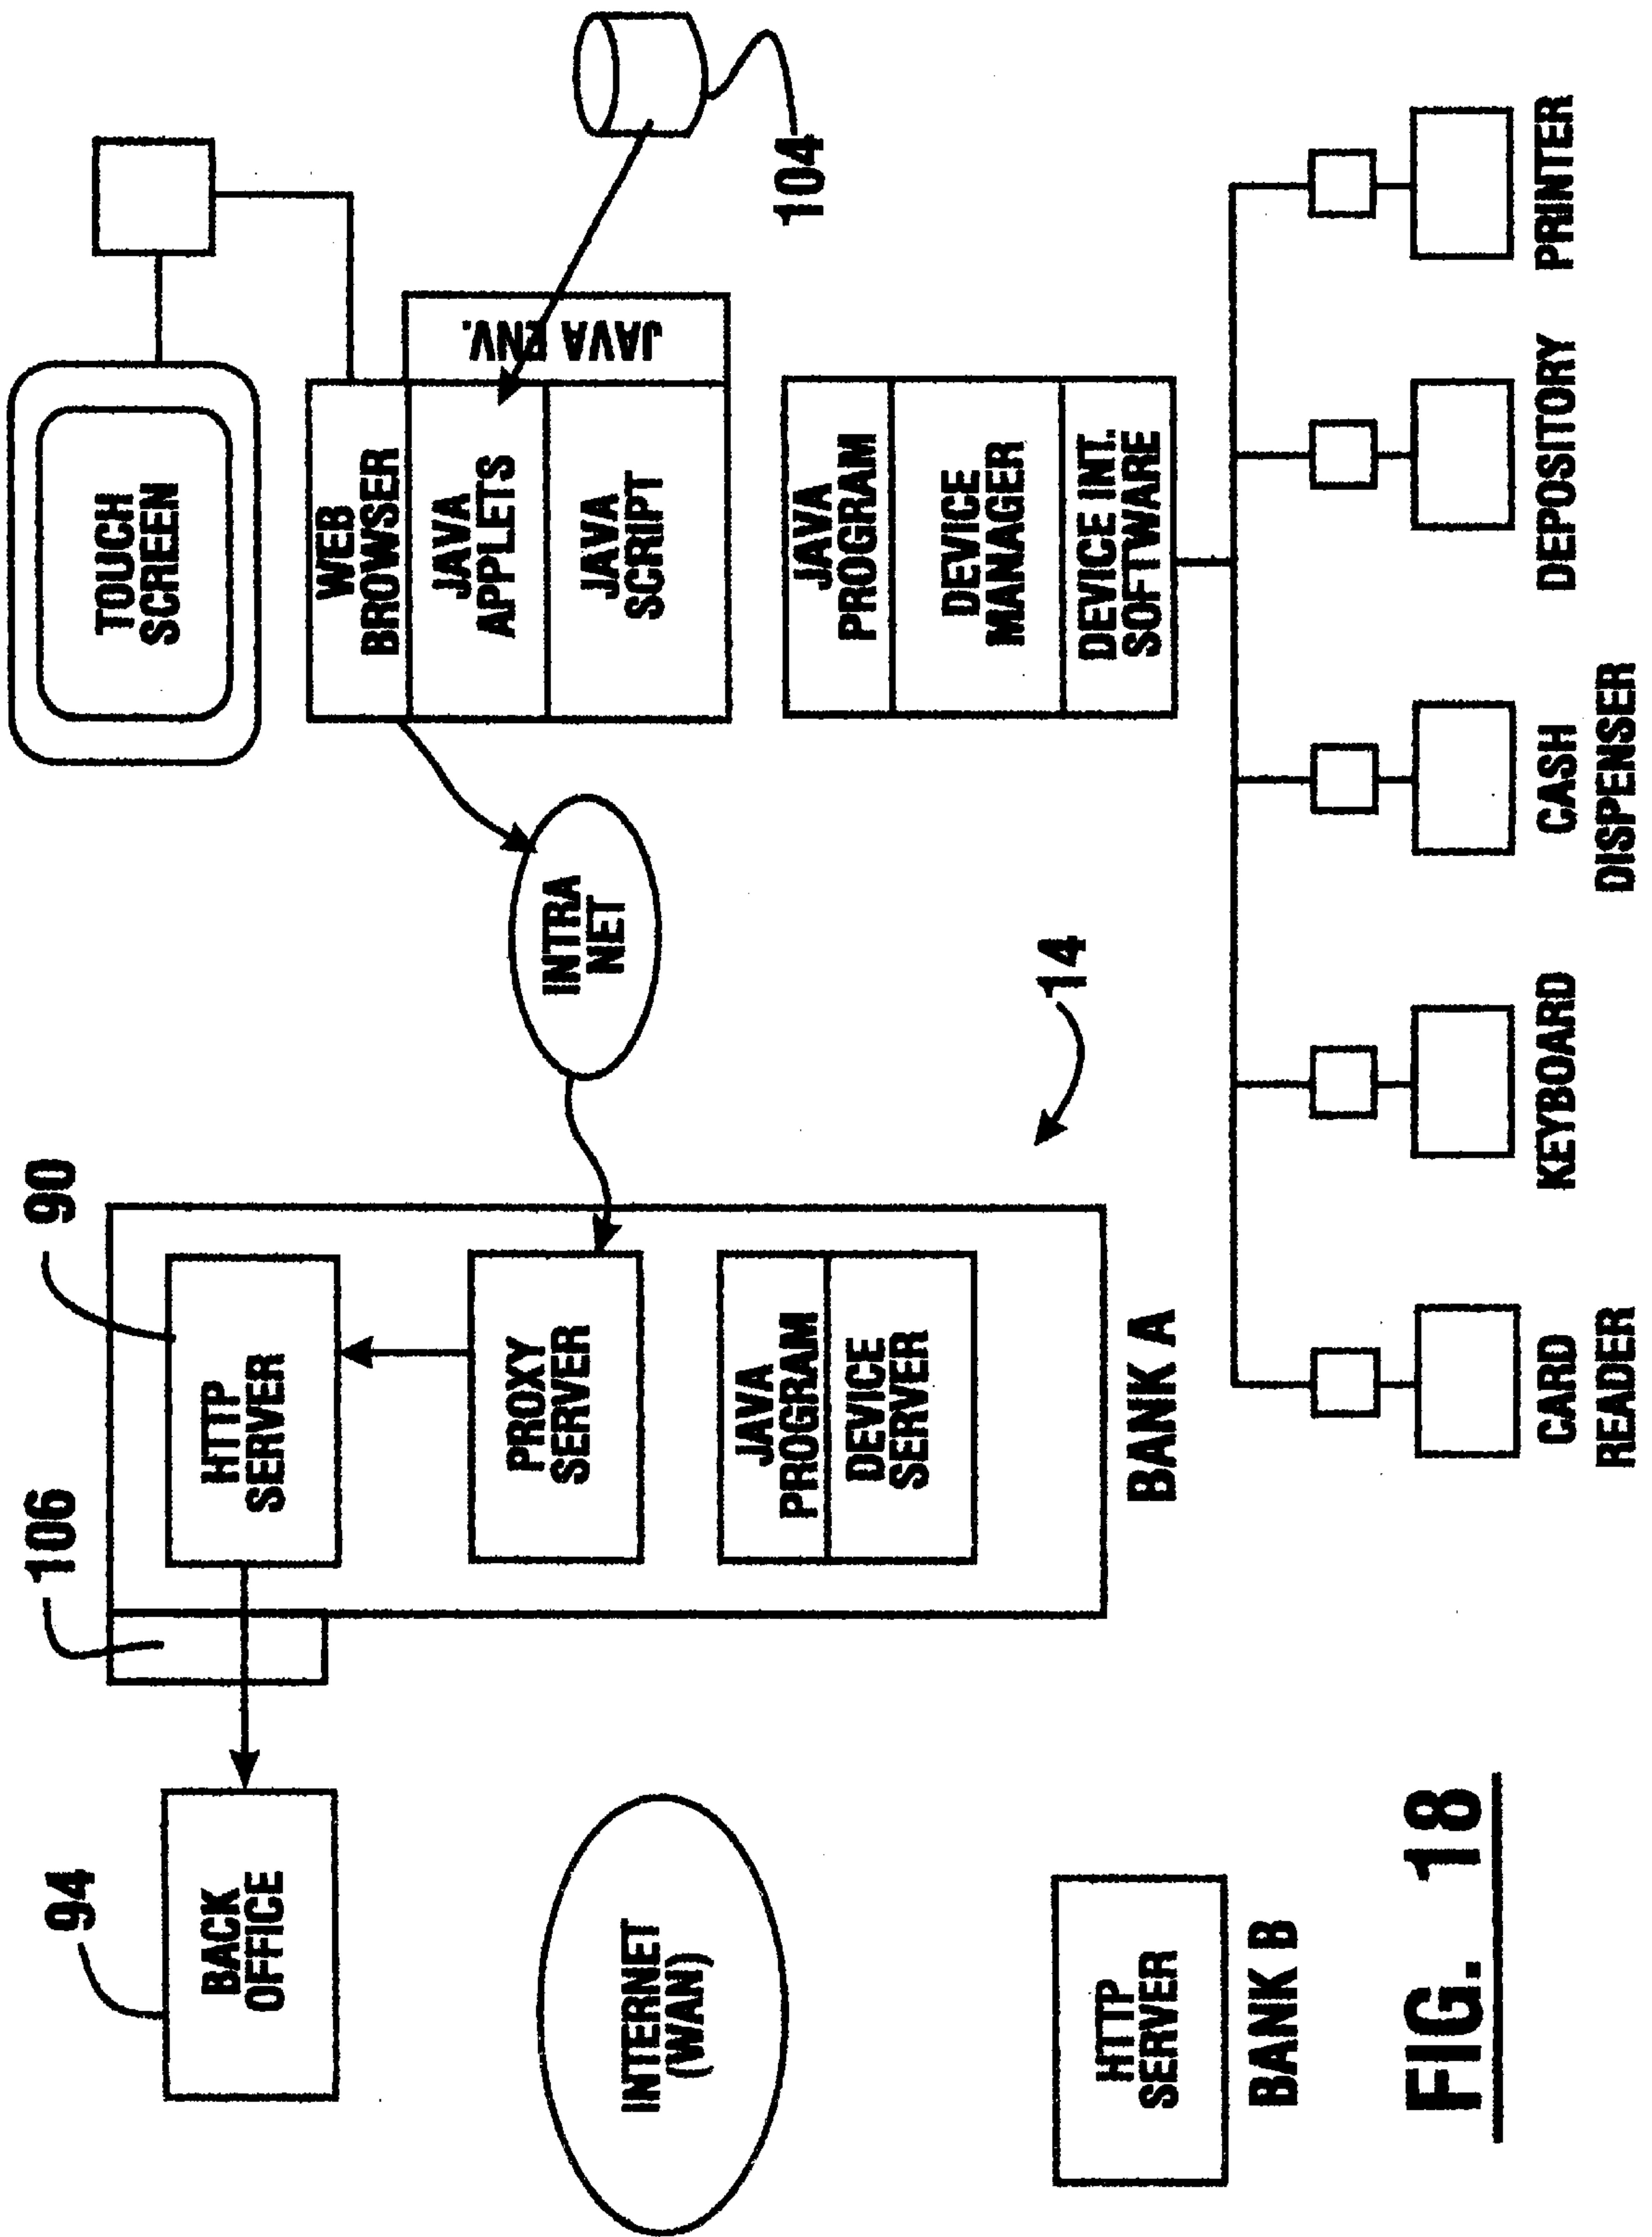 94
BACK
OFFICE
106
90
HTTP
SERVER
PROXY
SERVER
JAVA
PROGRAM
DEVICE
SERVER
BANK A
INTERNET
(WAN)
HTTP
SERVER
BANK B
INTRA
NET
14
TOUCH
SCREEN
WEB
BROWSER
JAVA
APPLETS
JAVA
SCRIPT
JAVA ENV.
104
JAVA
PROGRAM
DEVICE
MANAGER
DEVICE INT.
SOFTWARE
CARD
READER
KEYBOARD
CASH
DISPENSER
DEPOSITORY
PRINTER
FIG. 18